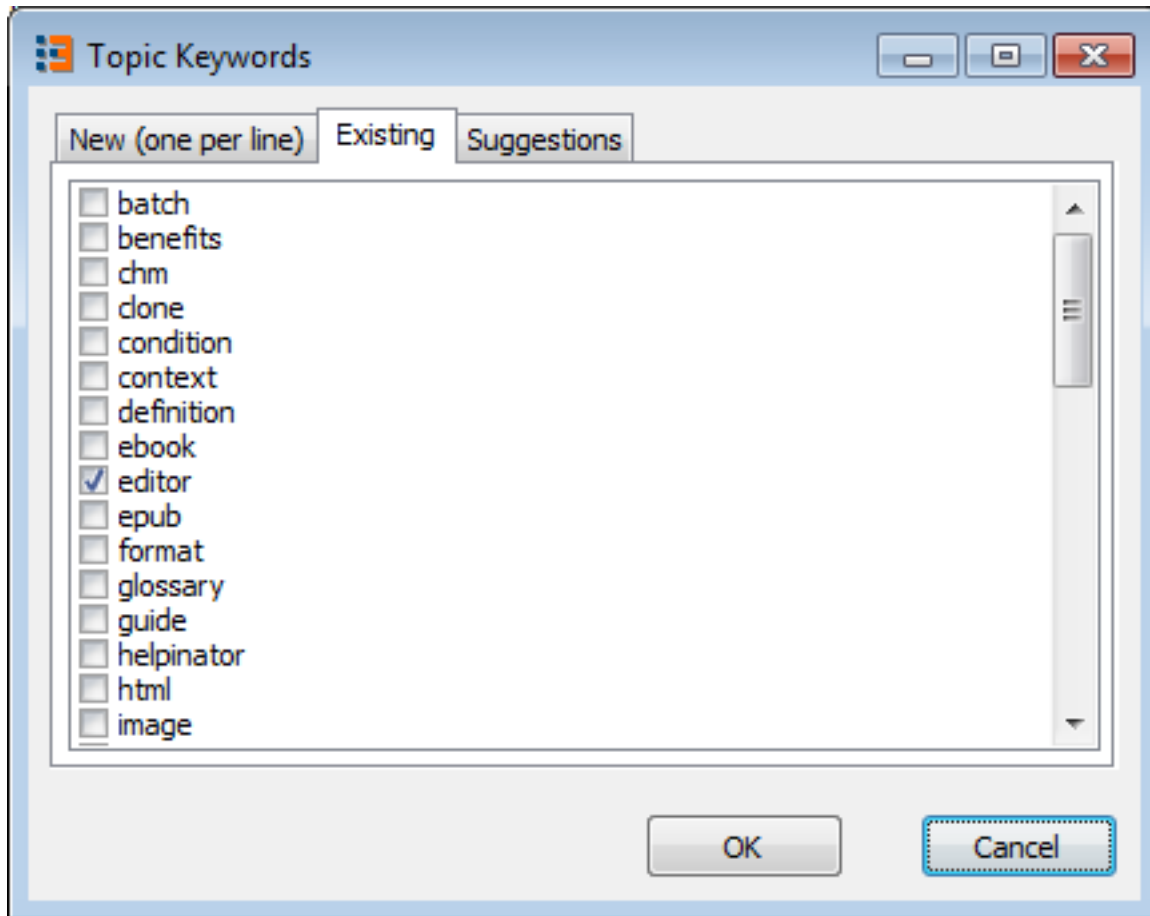 Topic Keywords
New (one per line) Existing Suggestions
batch
benefits
chm
clone
condition
context
definition
ebook
editor
epub
format
glossary
guide
helpinator
html
image
OK Cancel